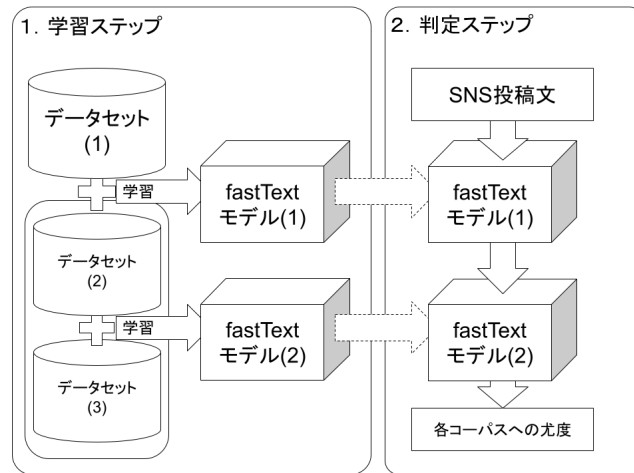 1．学習ステップ
データセット
(1)
学習
fastText
モデル(1)
データセット
(2)
学習
fastText
モデル(2)
データセット
(3)
2．判定ステップ
SNS投稿文
fastText
モデル(1)
fastText
モデル(2)
各コーパスへの尤度